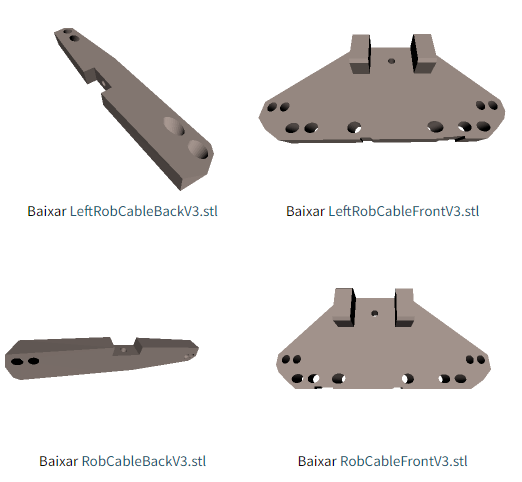 Baixar LeftRobCableBackV3.stl
Baixar LeftRobCableFrontV3.stl
Baixar RobCableBackV3.stl
Baixar RobCableFrontV3.stl